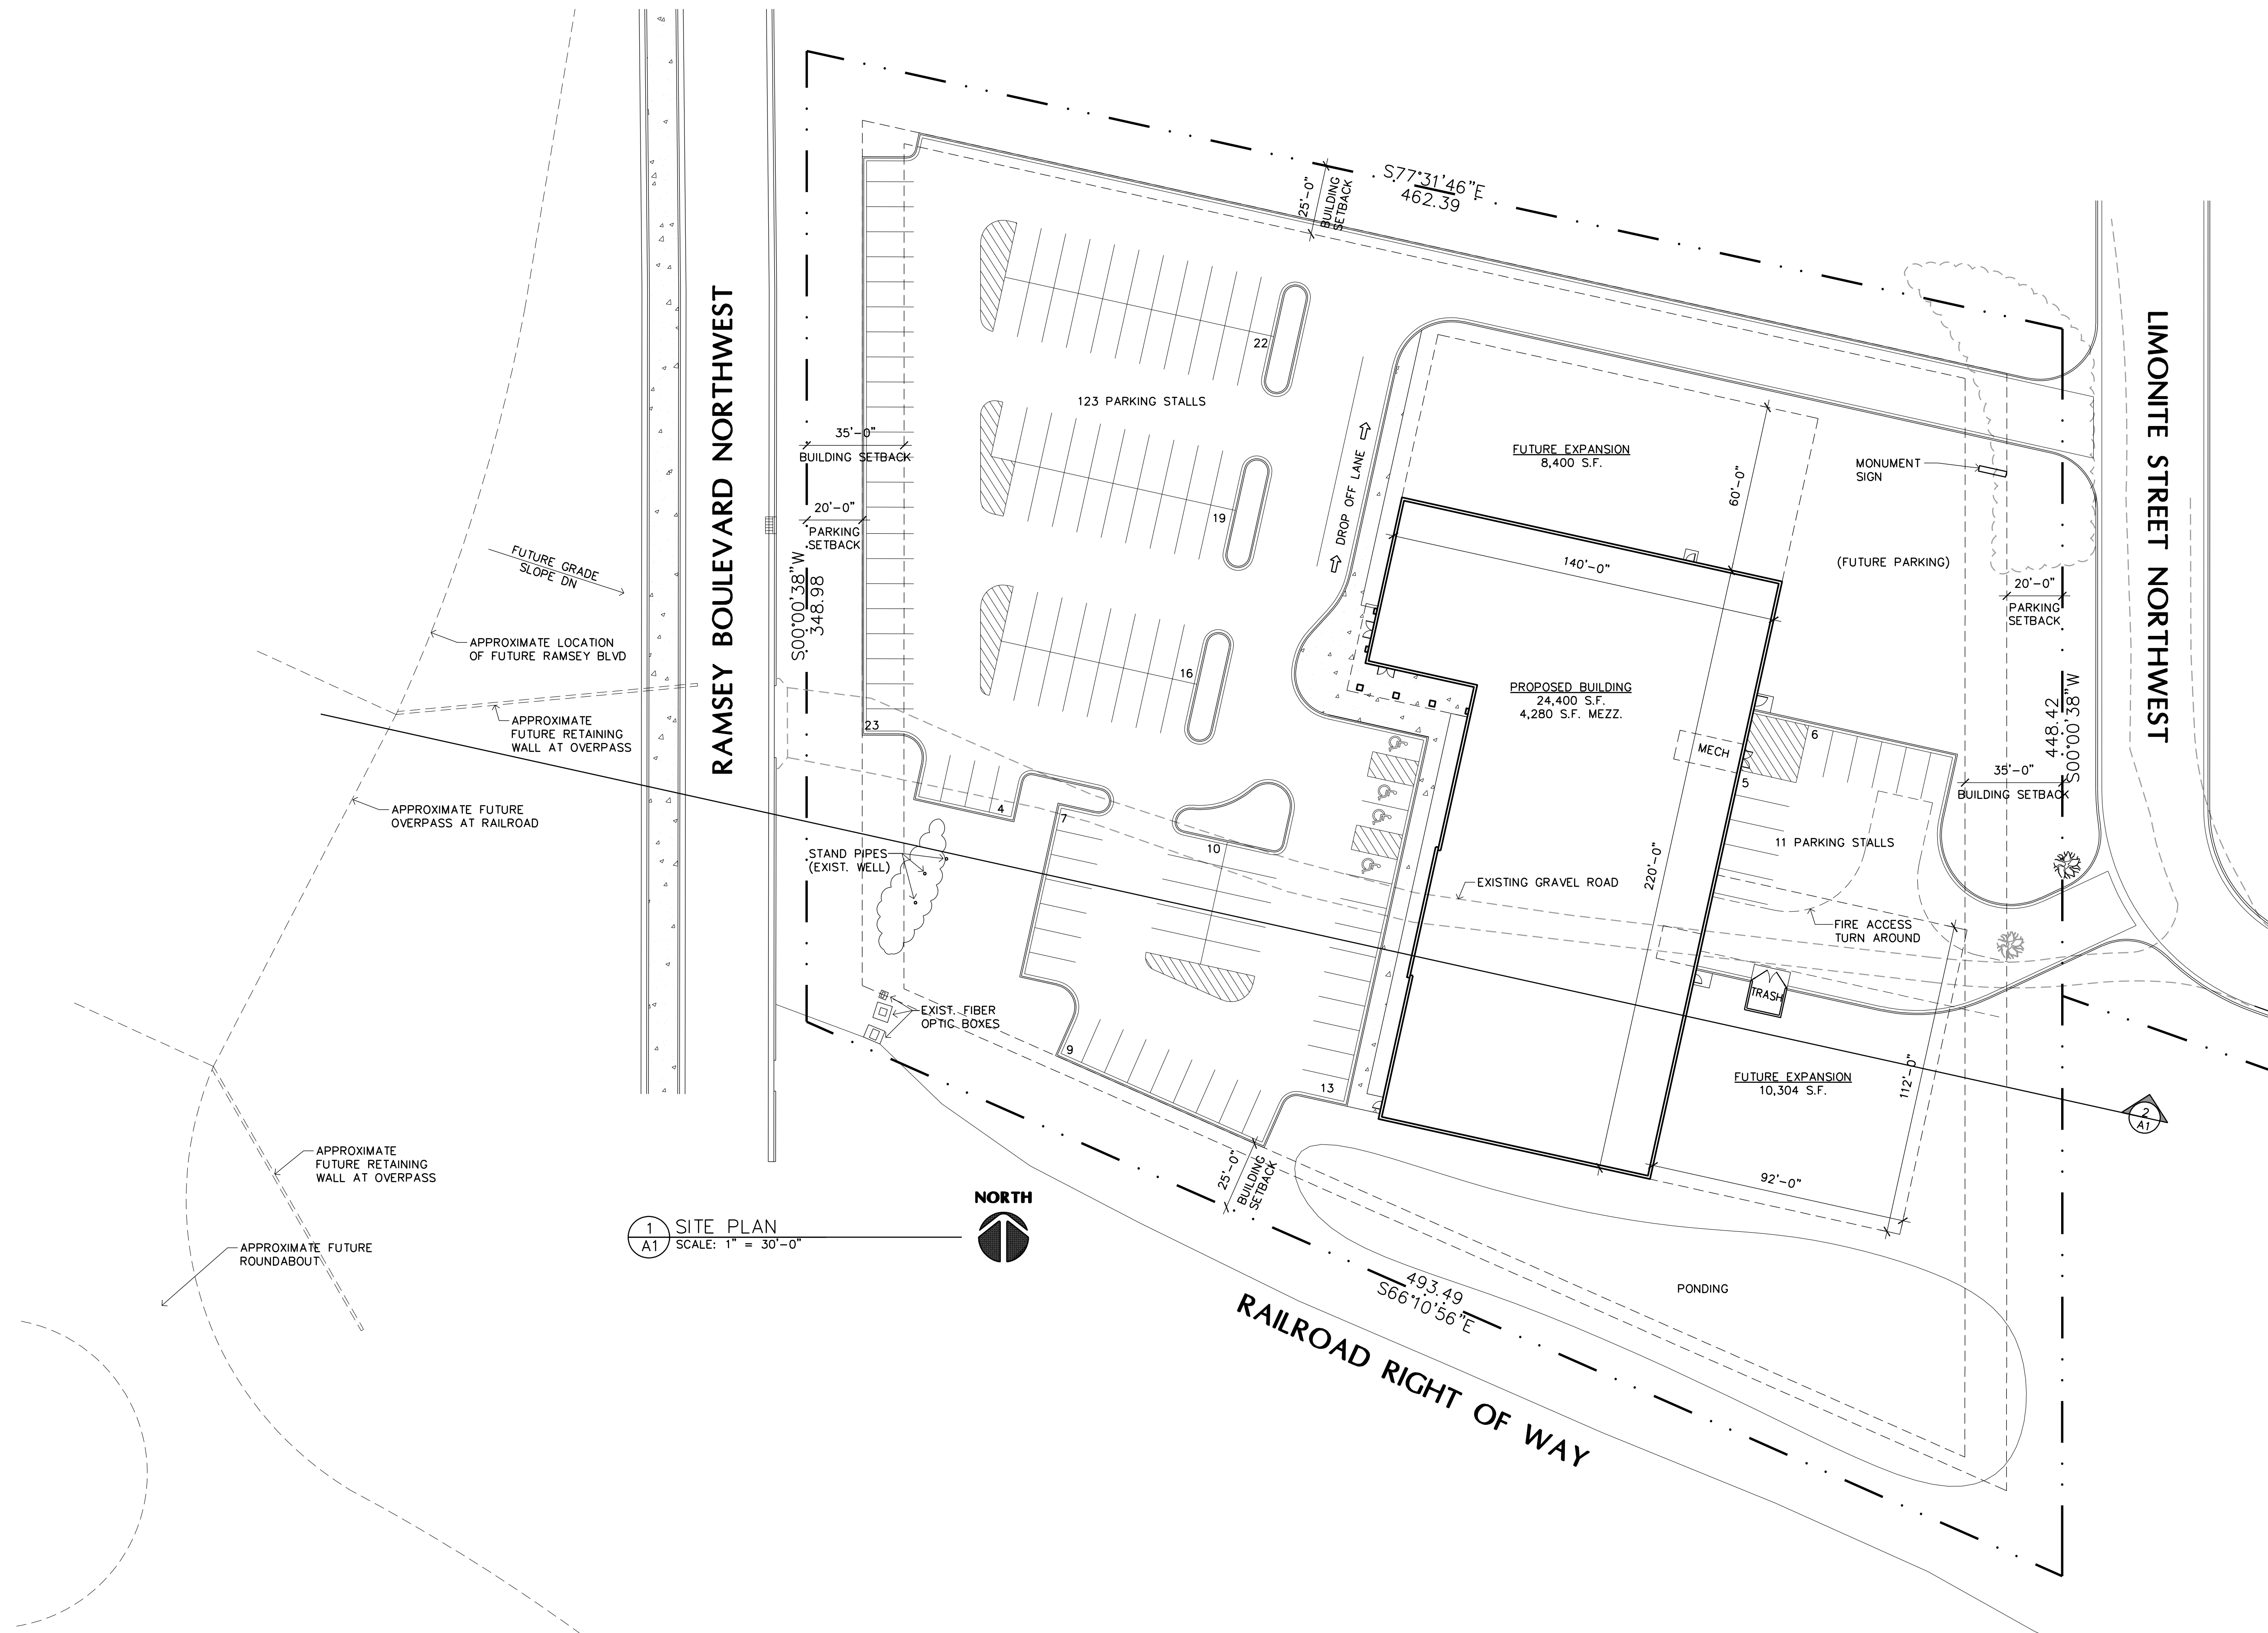 S77°31'46"E
462.39
25'-0"
BUILDING
SETBACK
RAMSEY BOULEVARD NORTHWEST
LIMONITE STREET NORTHWEST
22
123 PARKING STALLS
35'-0"
BUILDING SETBACK
20'-0"
PARKING
SETBACK
S00°00'38"W
348.98
19
16
23
DROP OFF LANE
FUTURE EXPANSION
8,400 S.F.
60'-0"
MONUMENT
SIGN
(FUTURE PARKING)
140'-0"
20'-0"
PARKING
SETBACK
FUTURE GRADE
SLOPE DN
APPROXIMATE LOCATION
OF FUTURE RAMSEY BLVD
APPROXIMATE
FUTURE RETAINING
WALL AT OVERPASS
APPROXIMATE FUTURE
OVERPASS AT RAILROAD
PROPOSED BUILDING
24,400 S.F.
4,280 S.F. MEZZ.
MECH
6
5
448.42
S00°00'38"W
35'-0"
BUILDING SETBACK
4
7
10
STAND PIPES
(EXIST. WELL)
11 PARKING STALLS
220'-0"
EXISTING GRAVEL ROAD
FIRE ACCESS
TURN AROUND
TRASH
EXIST. FIBER
OPTIC BOXES
9
13
FUTURE EXPANSION
10,304 S.F.
112'-0"
92'-0"
2
A1
25'-0"
BUILDING
SETBACK
APPROXIMATE
FUTURE RETAINING
WALL AT OVERPASS
APPROXIMATE FUTURE
ROUNDABOUT
1
A1
SITE PLAN
SCALE: 1" = 30'-0"
NORTH
493.49
S66°10'56"E
PONDING
RAILROAD RIGHT OF WAY